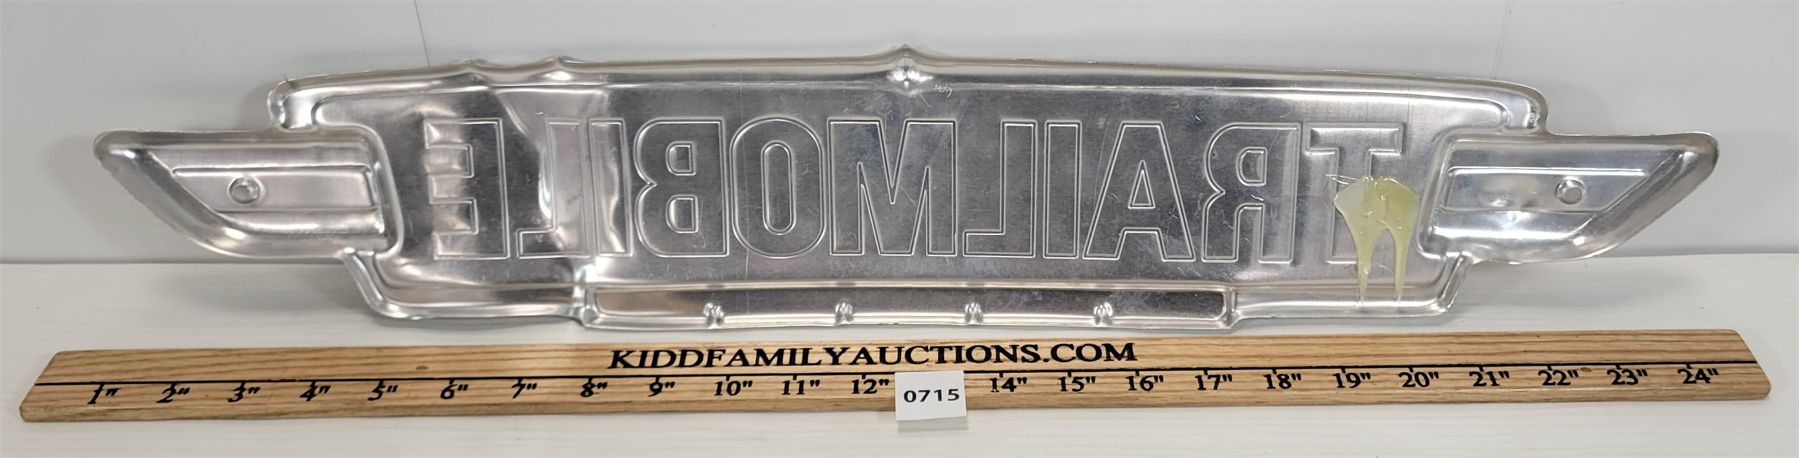 TRAILMOBILE
KIDDFAMILYAUCTIONS.COM
1" 2" 3" 4" 5" 6" 7" 8" 9" 10" 11" 12" 14" 15" 16" 17" 18" 19" 20" 21" 22" 23" 24"
0715